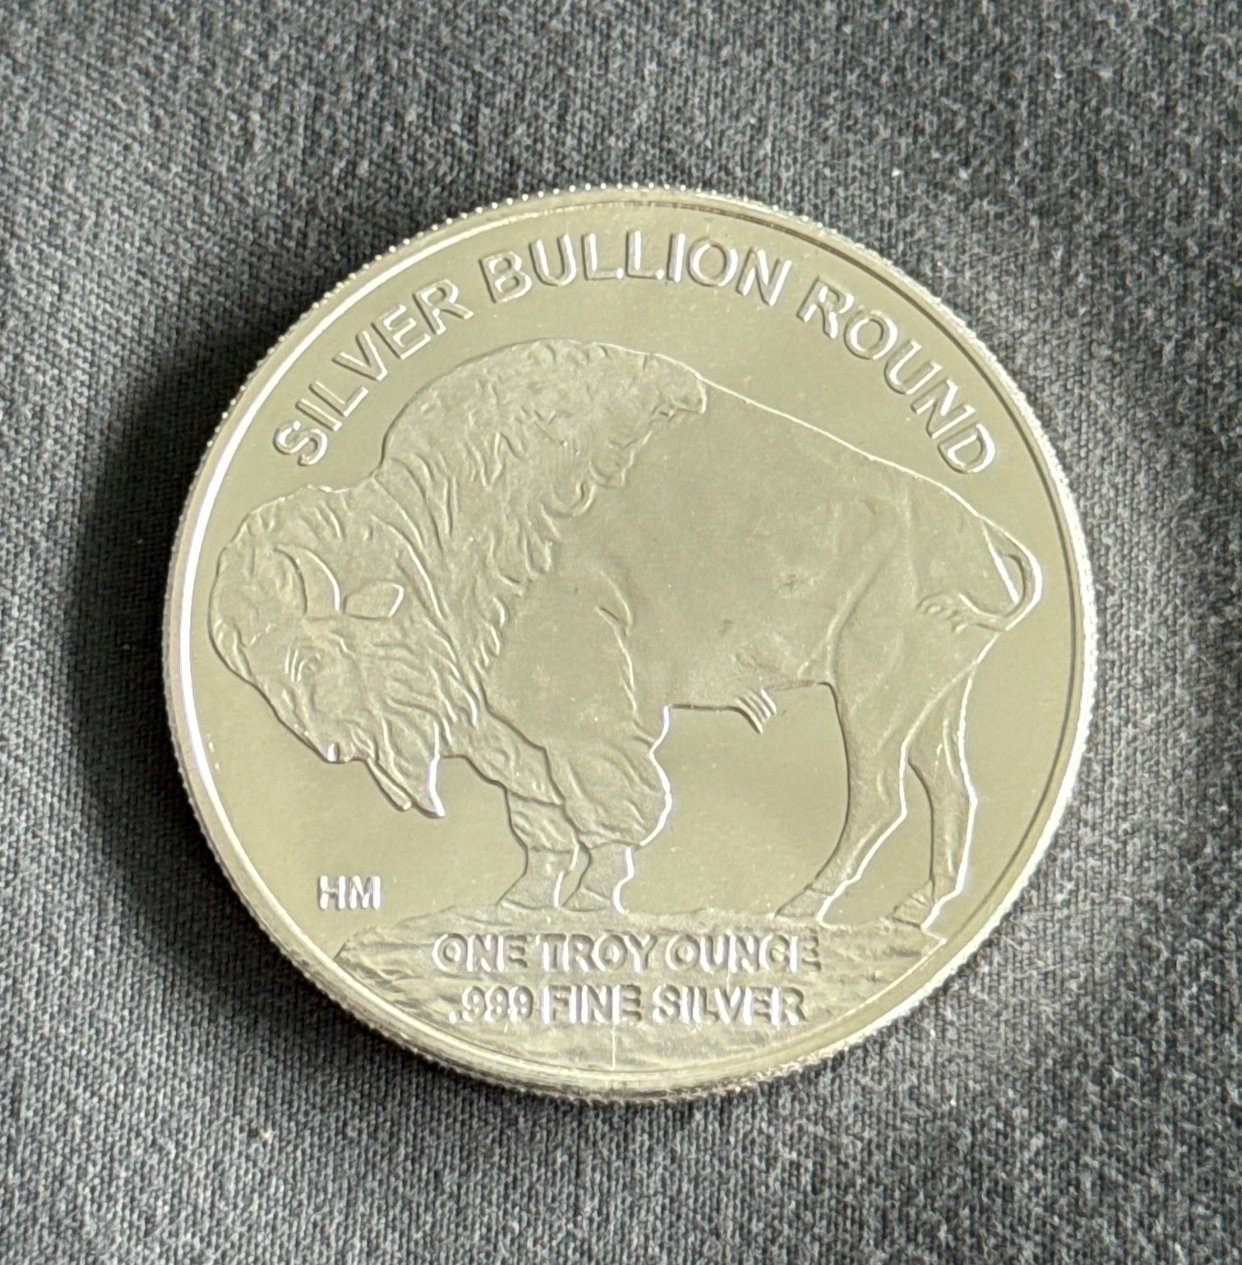 SILVER BULLION ROUND
HM
ONE TROY OUNCE
.999 FINE SILVER